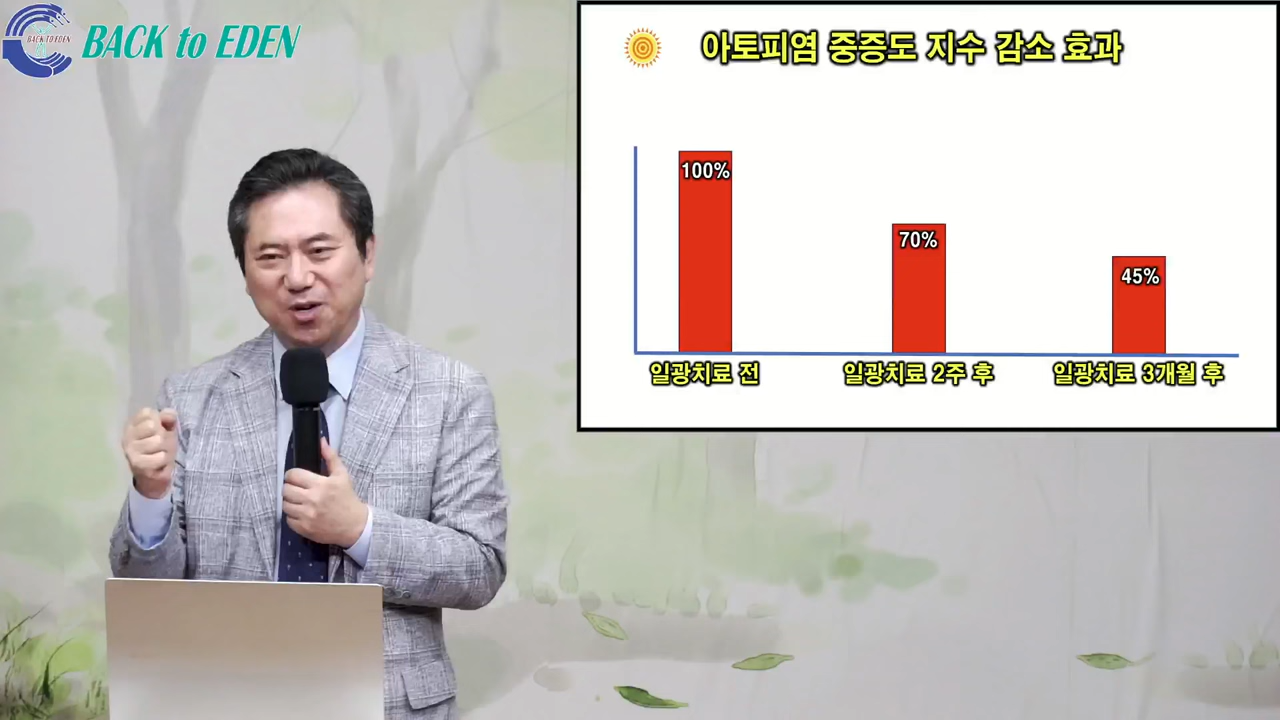 BACK TO EDEN
BACK to EDEN
아토피염 중증도 지수 감소 효과
100%
70%
45%
일광치료 전
일광치료 2주 후
일광치료 3개월 후